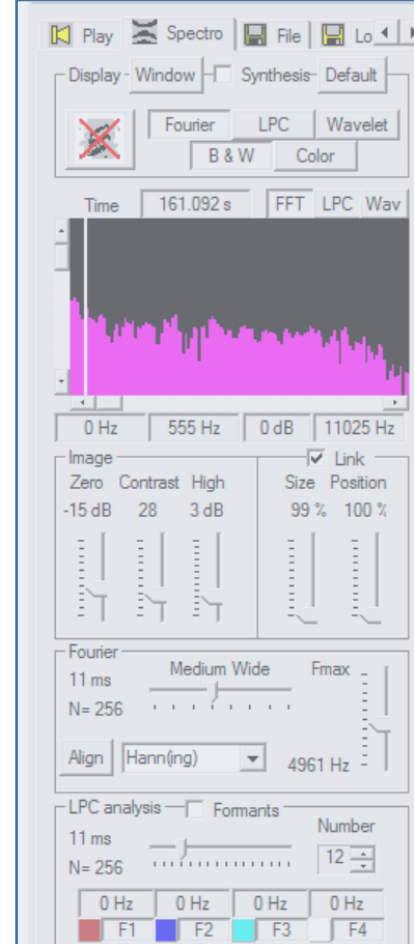 Play Spectro File Lo
Display Window Synthesis Default
Fourier LPC Wavelet
B & W Color
Time 161.092 s FFT LPC Wav
0 Hz 555 Hz 0 dB 11025 Hz
Image Link
Zero Contrast High Size Position
-15 dB 28 3 dB 99 % 100 %
Fourier
11 ms Medium Wide Fmax
N= 256
Align Hann(ing) 4961 Hz
LPC analysis Formants
11 ms Number
N= 256 12
0 Hz 0 Hz 0 Hz 0 Hz
F1 F2 F3 F4